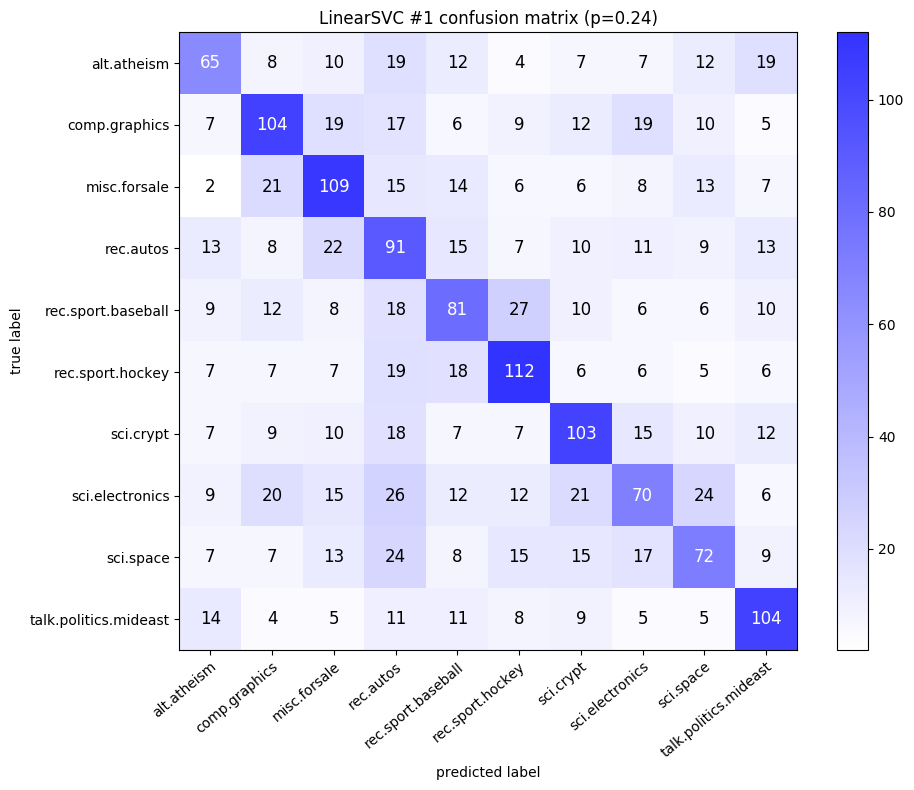 LinearSVC #1 confusion matrix (p=0.24)
true label
alt.atheism 65 8 10 19 12 4 7 7 12 19
comp.graphics 7 104 19 17 6 9 12 19 10 5
misc.forsale 2 21 109 15 14 6 6 8 13 7
rec.autos 13 8 22 91 15 7 10 11 9 13
rec.sport.baseball 9 12 8 18 81 27 10 6 6 10
rec.sport.hockey 7 7 7 19 18 112 6 6 5 6
sci.crypt 7 9 10 18 7 7 103 15 10 12
sci.electronics 9 20 15 26 12 12 21 70 24 6
sci.space 7 7 13 24 8 15 15 17 72 9
talk.politics.mideast 14 4 5 11 11 8 9 5 5 104
alt.atheism
comp.graphics
misc.forsale
rec.autos
rec.sport.baseball
rec.sport.hockey
sci.crypt
sci.electronics
sci.space
talk.politics.mideast
predicted label
100
80
60
40
20